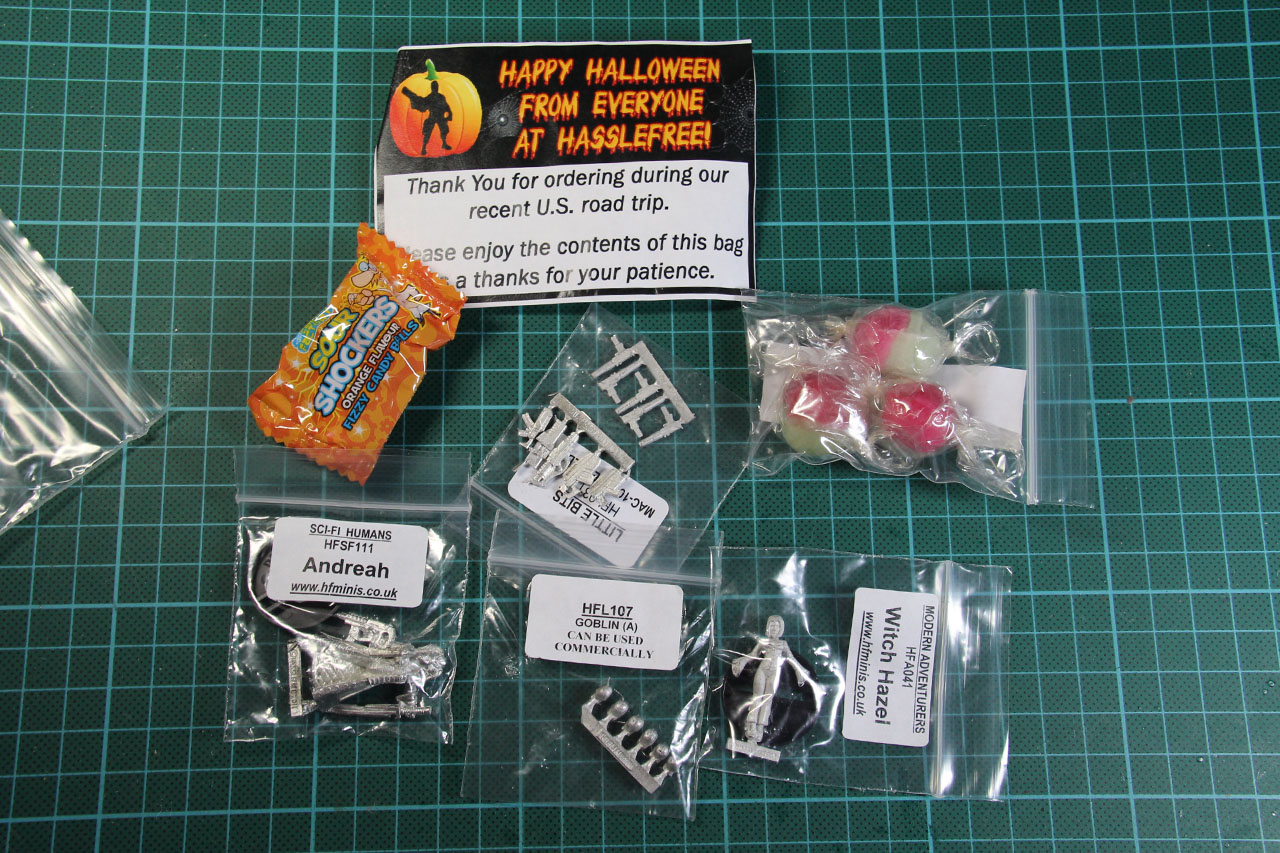 HAPPY HALLOWEEN
FROM EVERYONE
AT HASSLEFREE!
Thank You for ordering during our
recent U.S. road trip.
ease enjoy the contents of this bag
a thanks for your patience.
SOUR
SHOCKERS
ORANGE FLAVOUR
FIZZY CANDY BALLS
LITTLE BITS
MAC-10
SCI-FI HUMANS
HFSF111
Andreah
www.hfminis.co.uk
HFL107
GOBLIN (A)
CAN BE USED
COMMERCIALLY
MODERN ADVENTURERS
HFA041
Witch Hazel
www.hfminis.co.uk